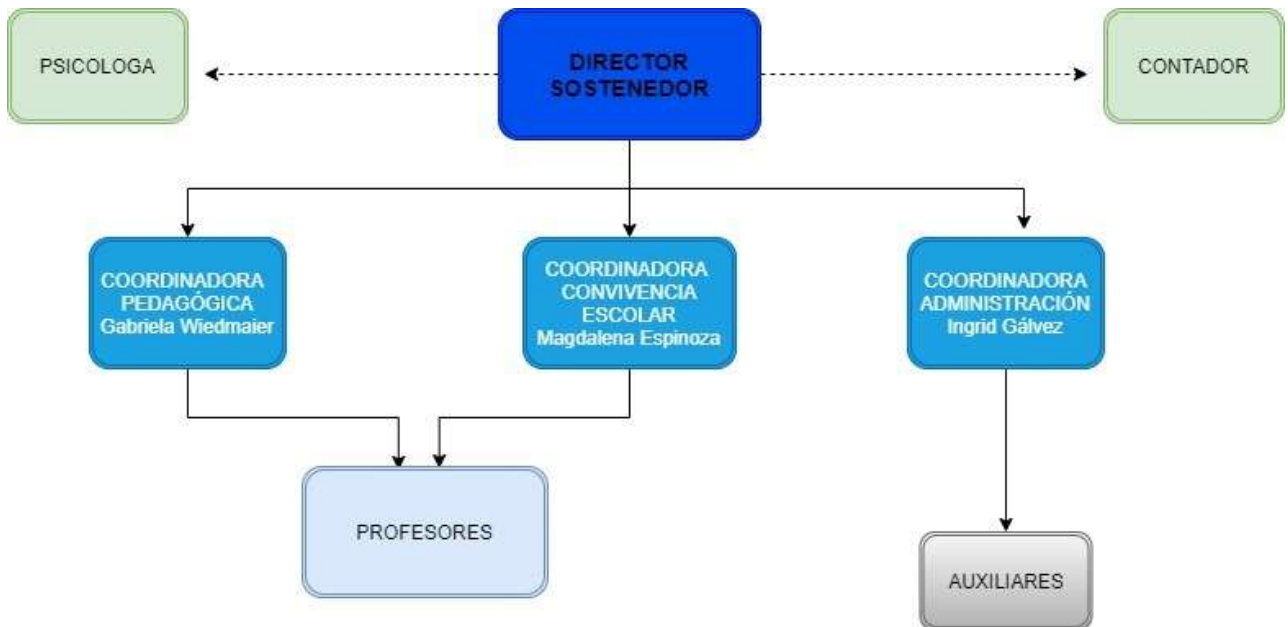 PSICOLOGA
DIRECTOR
SOSTENEDOR
CONTADOR
COORDINADORA
PEDAGÓGICA
Gabriela Wiedmaier
COORDINADORA
CONVIVENCIA
ESCOLAR
Magdalena Espinoza
COORDINADORA
ADMINISTRACIÓN
Ingrid Gálvez
PROFESORES
AUXILIARES